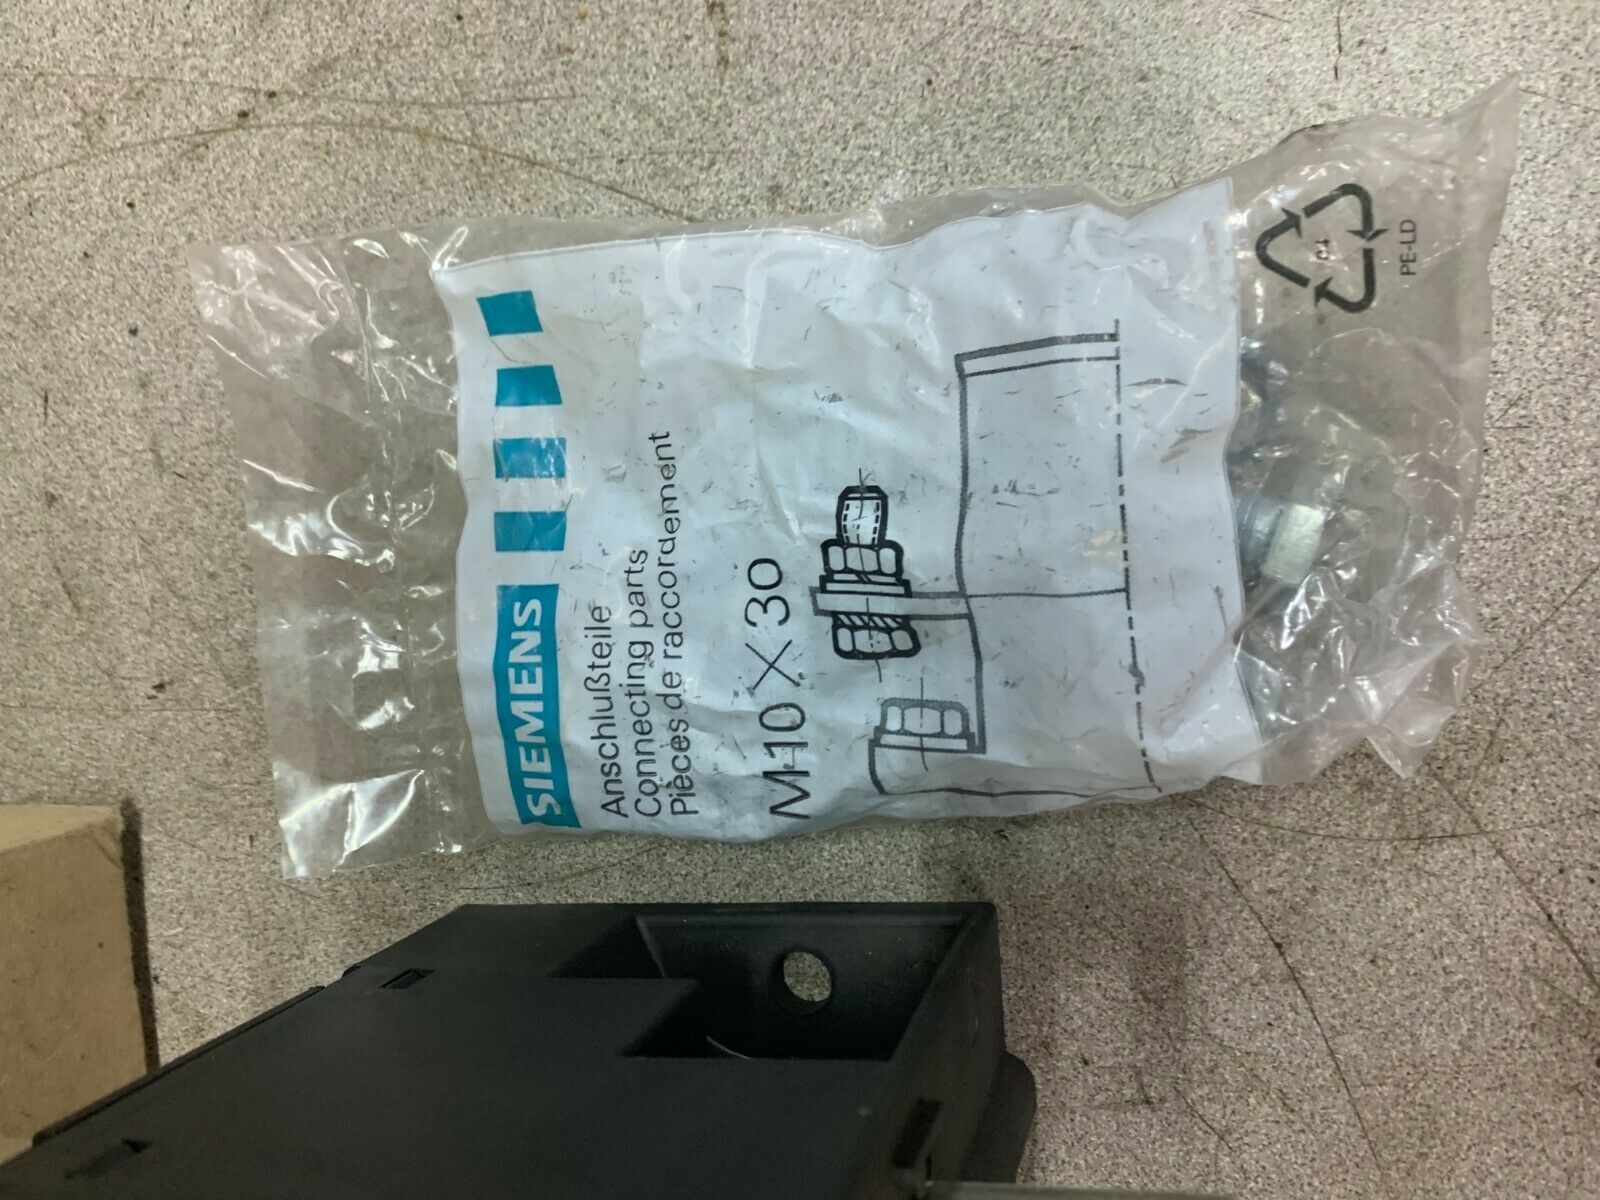 SIEMENS
Anschlußteile
Connecting parts
Pièces de raccordement
M10 X 30
04
PE-LD